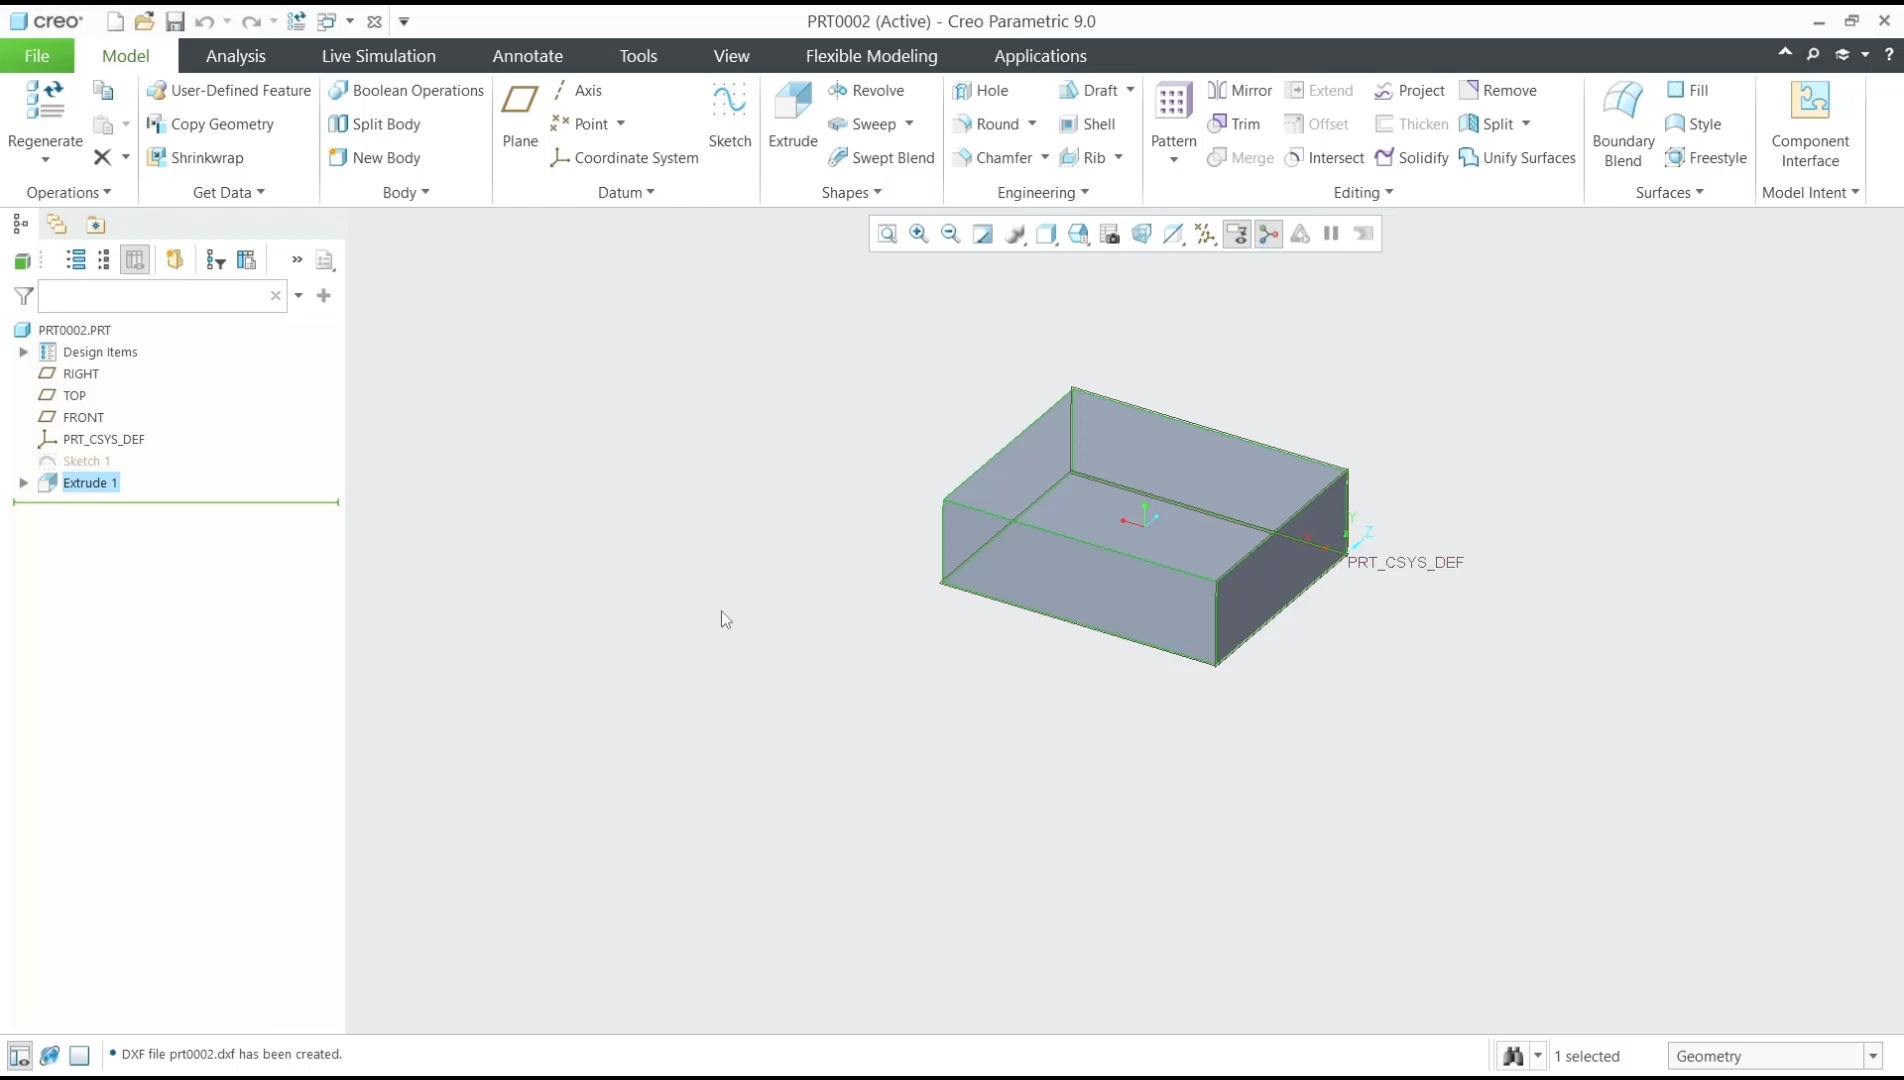 creo
PRT0002 (Active) - Creo Parametric 9.0
File Model Analysis Live Simulation Annotate Tools View Flexible Modeling Applications ?
Regenerate
Operations
User-Defined Feature
Copy Geometry
Shrinkwrap
Get Data
Boolean Operations
Split Body
New Body
Body
Plane
Axis
Point
Coordinate System
Sketch
Datum
Extrude
Revolve
Sweep
Swept Blend
Shapes
Hole
Round
Chamfer
Draft
Shell
Rib
Engineering
Pattern
Mirror
Trim
Merge
Extend
Offset
Intersect
Project
Thicken
Solidify
Remove
Split
Unify Surfaces
Editing
Boundary
Blend
Fill
Style
Freestyle
Surfaces
Component
Interface
Model Intent
PRT0002.PRT
Design Items
RIGHT
TOP
FRONT
PRT_CSYS_DEF
Sketch 1
Extrude 1
Y
Z
PRT_CSYS_DEF
• DXF file prt0002.dxf has been created.
1 selected
Geometry